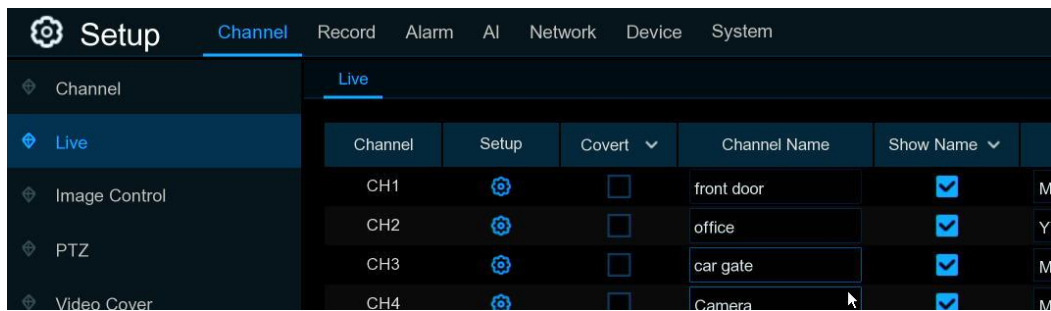 Setup Channel Record Alarm AI Network Device System
Channel
Live
Image Control
PTZ
Video Cover
Live
Channel Setup Covert Channel Name Show Name
CH1 front door M
CH2 office Y
CH3 car gate M
CH4 Camera M